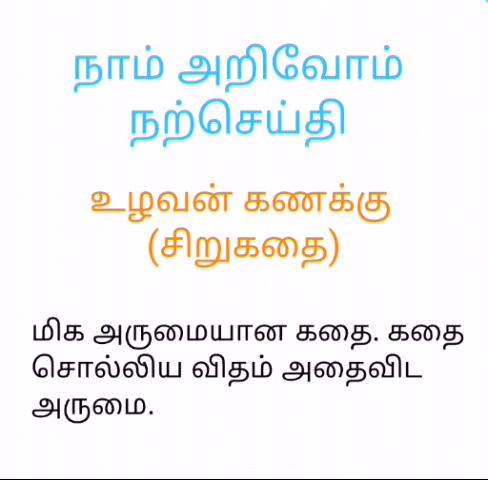 நாம் அறிவோம்
நற்செய்தி
உழவன் கணக்கு
(சிறுகதை)
மிக அருமையான கதை. கதை
சொல்லிய விதம் அதைவிட
அருமை.